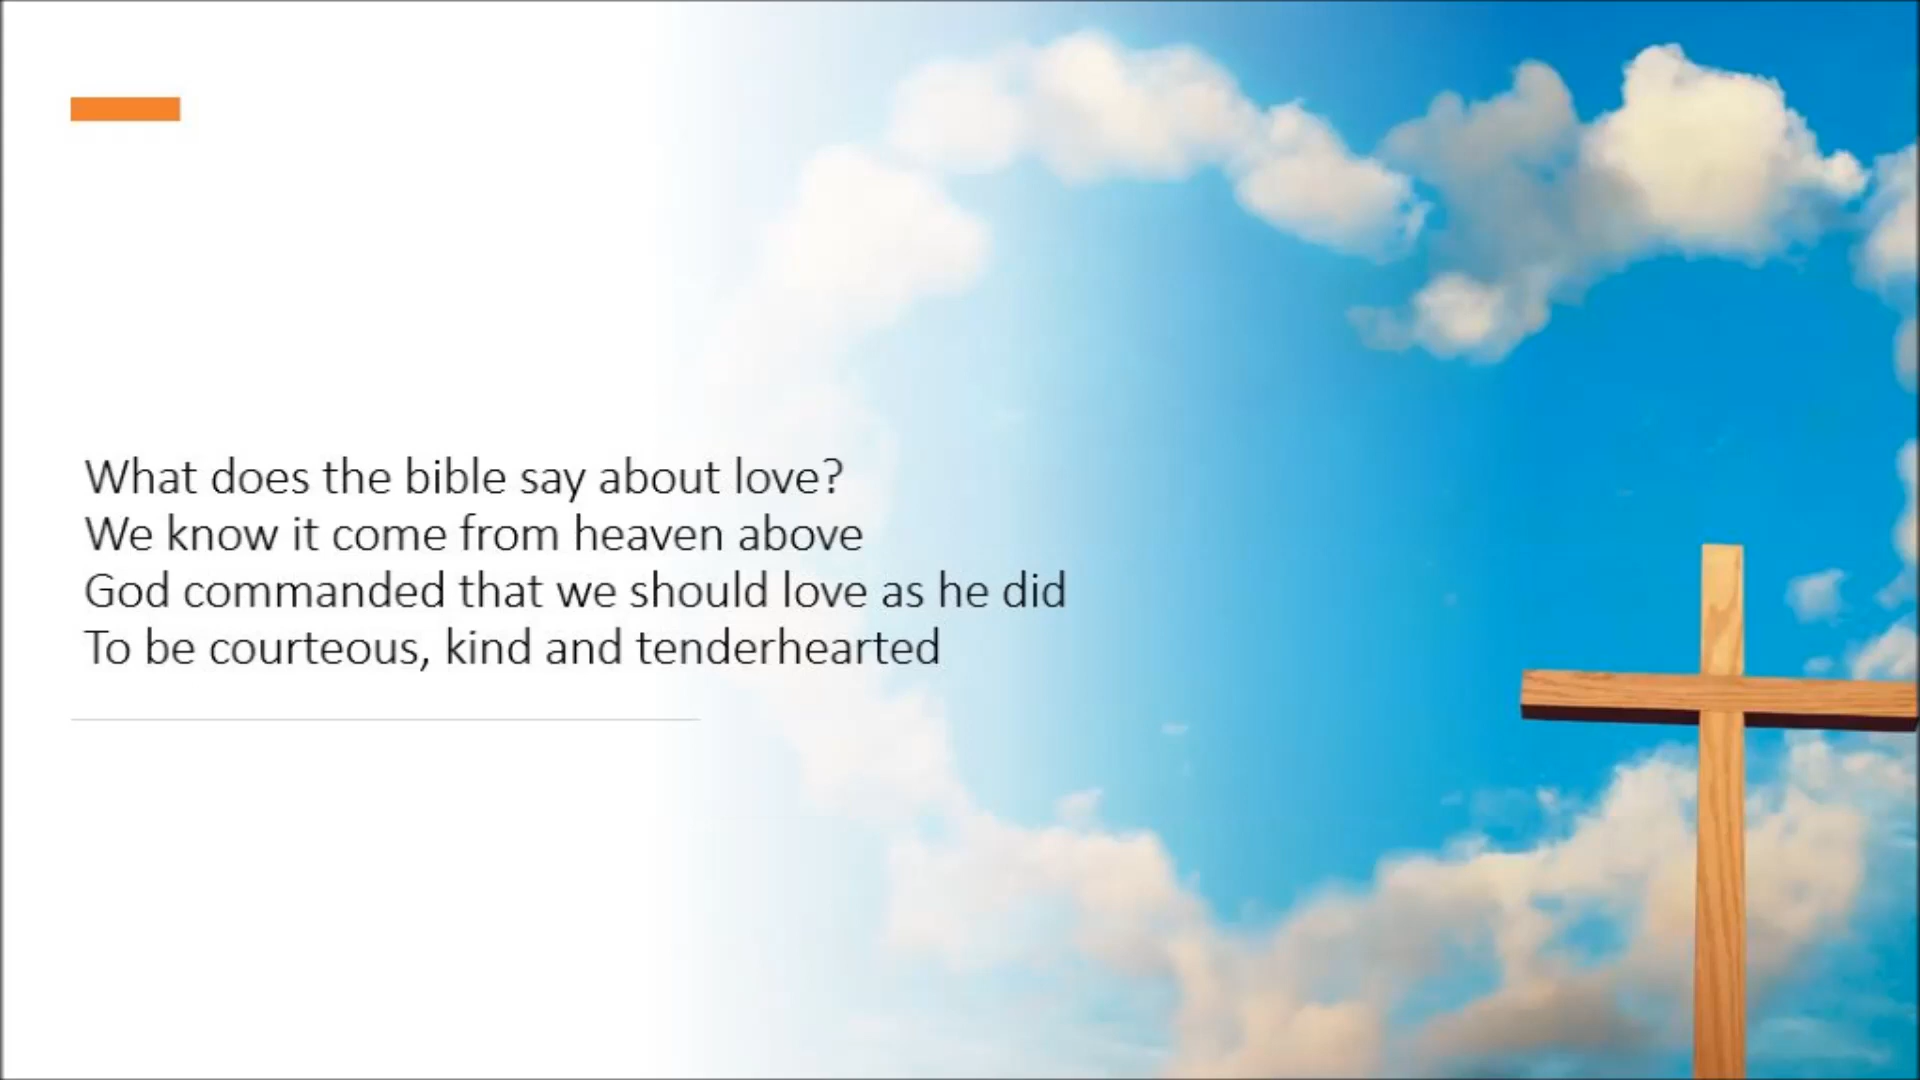 What does the bible say about love?
We know it come from heaven above
God commanded that we should love as he did
To be courteous, kind and tenderhearted